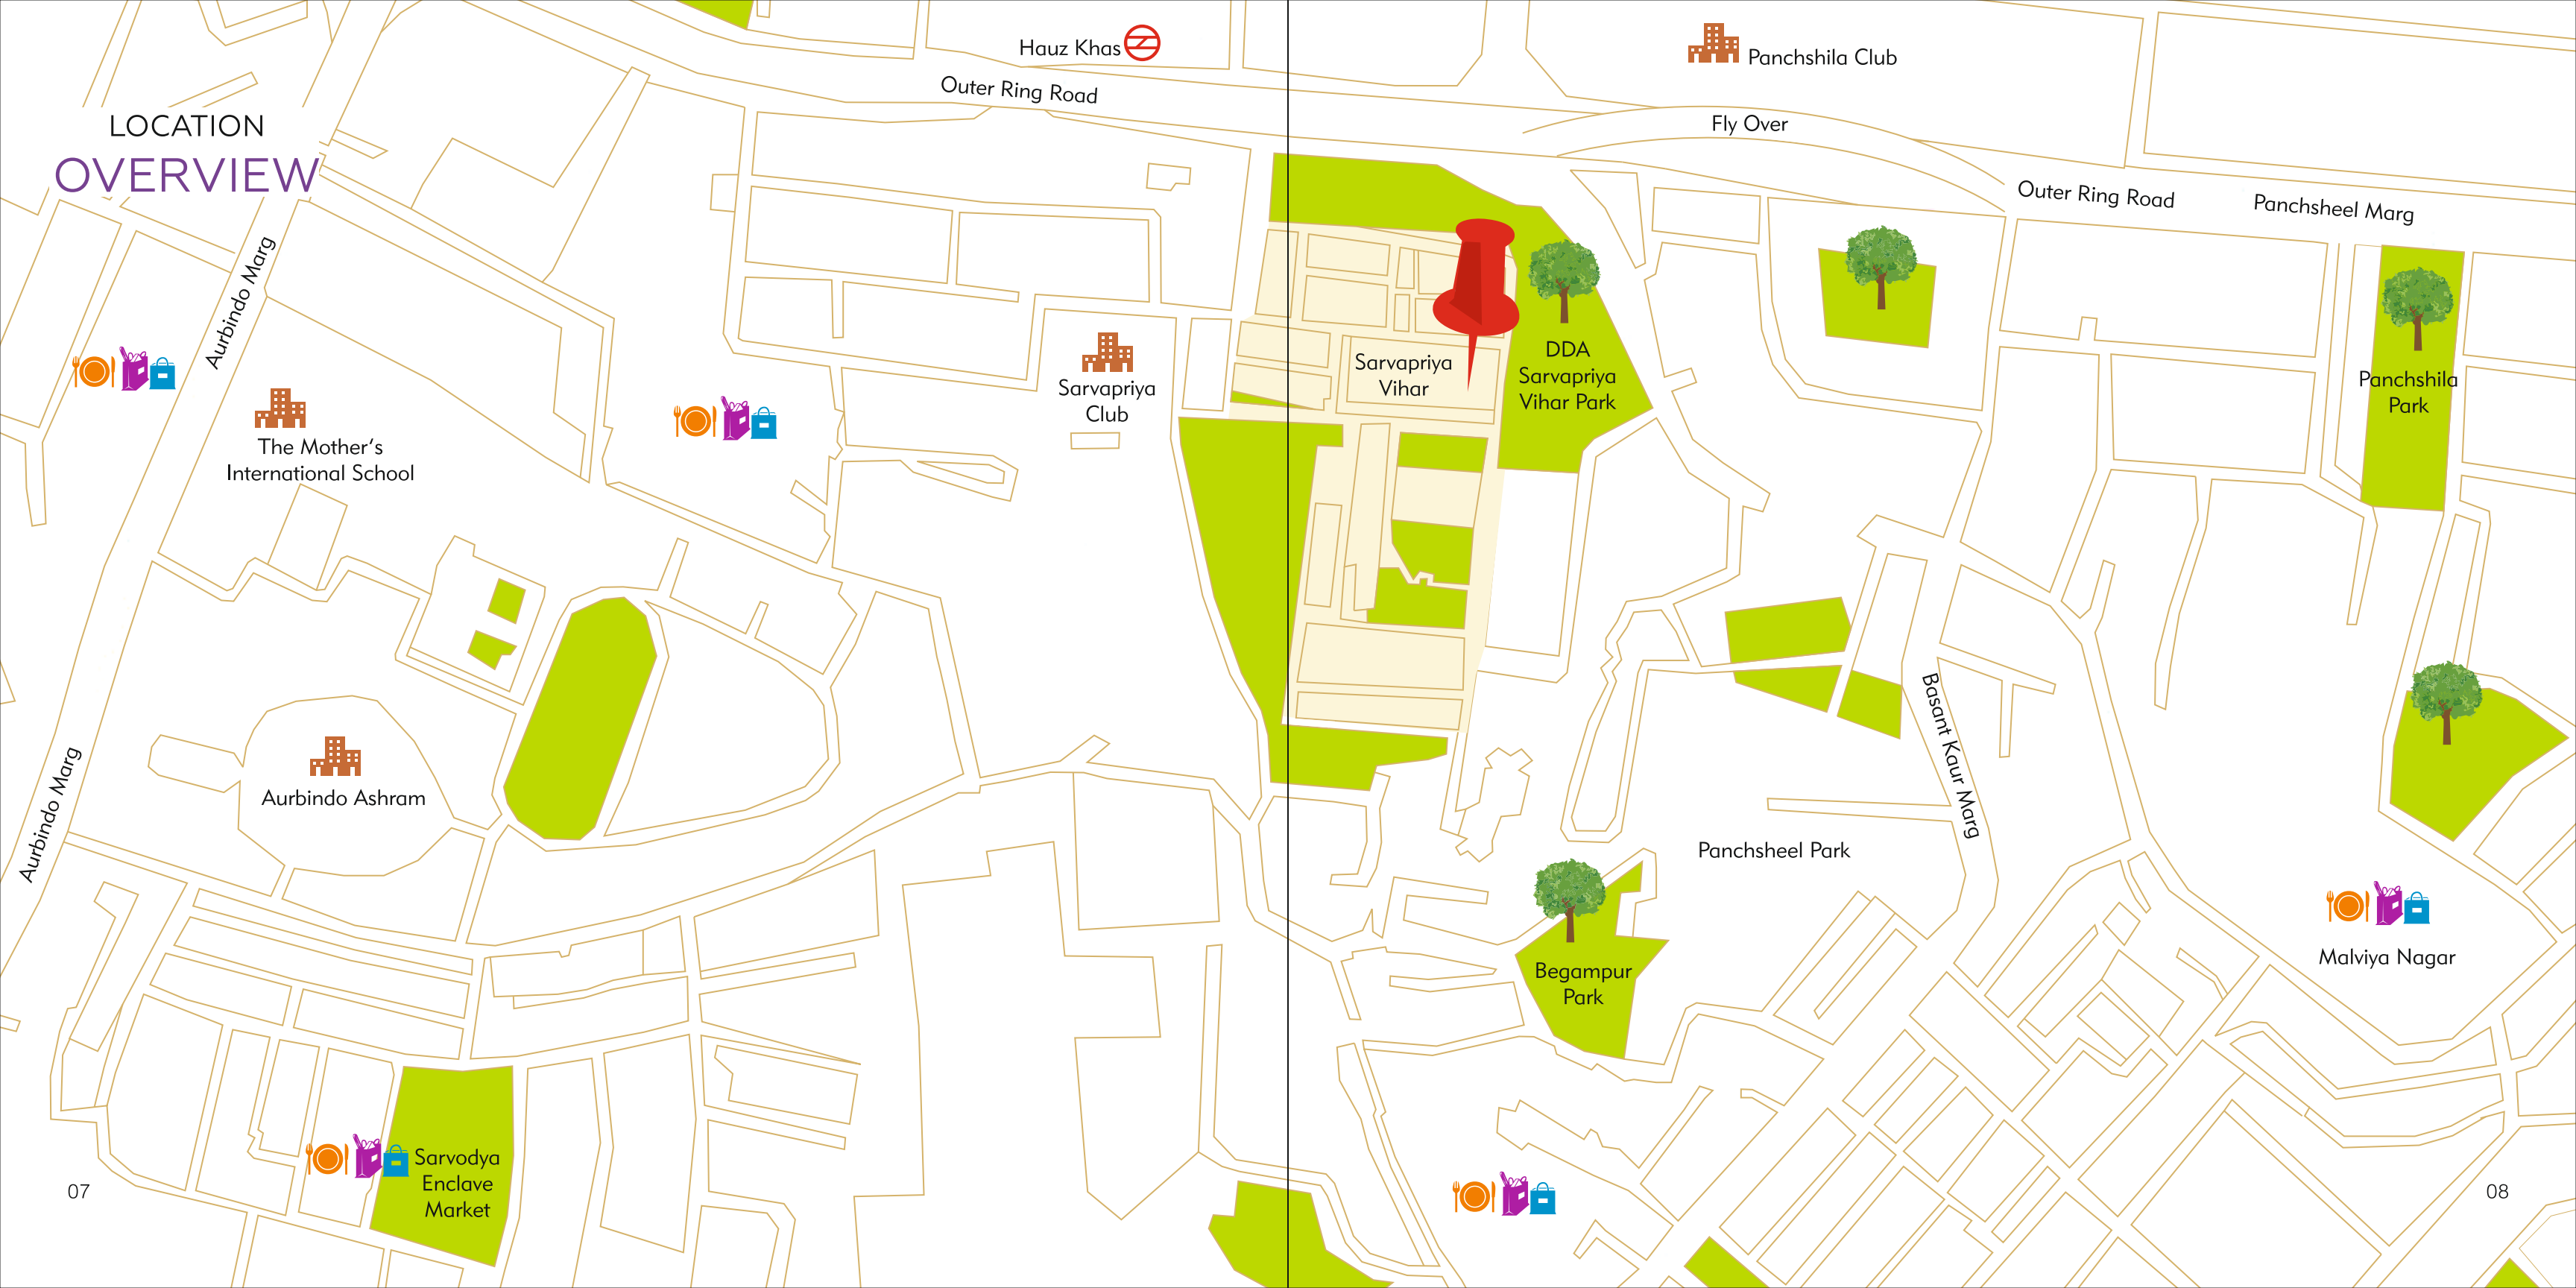 LOCATION
OVERVIEW
Hauz Khas
Outer Ring Road
Panchshila Club
Fly Over
Outer Ring Road
Panchsheel Marg
Aurbindo Marg
The Mother's
International School
Sarvapriya
Club
Sarvapriya
Vihar
DDA
Sarvapriya
Vihar Park
Panchshila
Park
Aurbindo Marg
Aurbindo Ashram
Basant Kaur Marg
Panchsheel Park
Begampur
Park
Malviya Nagar
Sarvodya
Enclave
Market
07
08